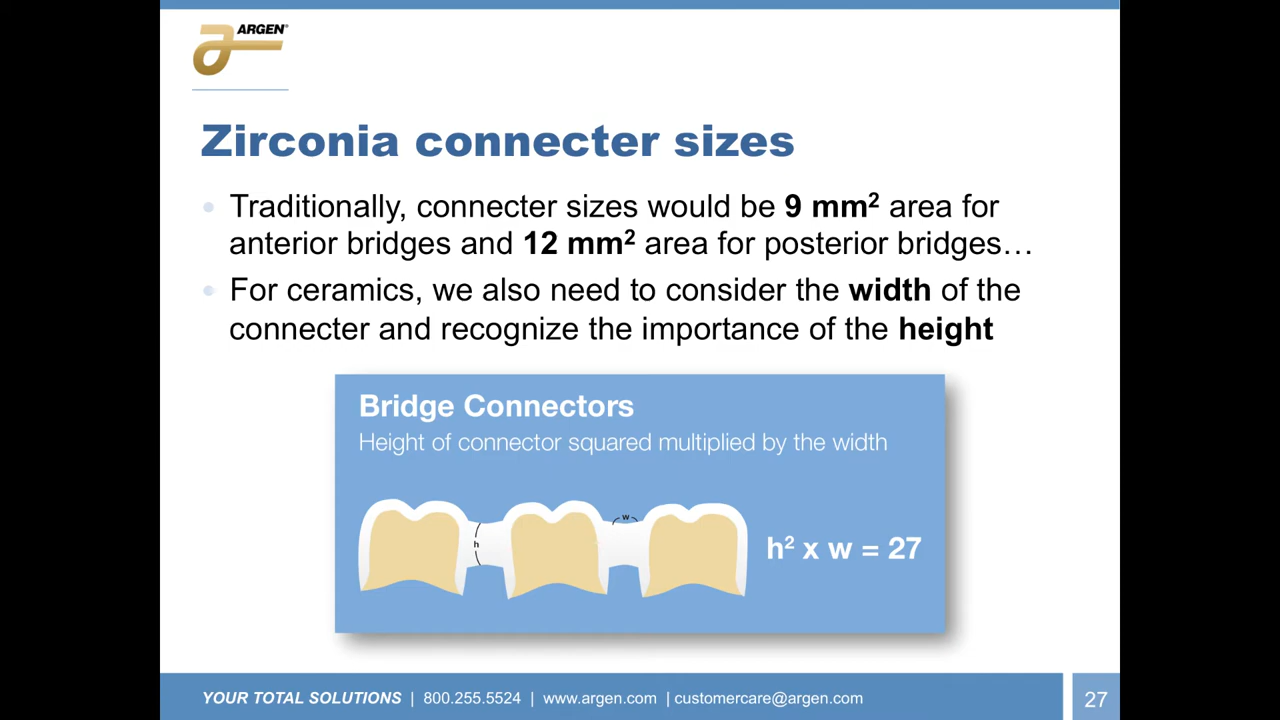 ARGEN®
Zirconia connecter sizes
Traditionally, connecter sizes would be 9 mm² area for
anterior bridges and 12 mm² area for posterior bridges…
For ceramics, we also need to consider the width of the
connecter and recognize the importance of the height
Bridge Connectors
Height of connector squared multiplied by the width
h
w
h² x w = 27
YOUR TOTAL SOLUTIONS | 800.255.5524 | www.argen.com | customercare@argen.com
27